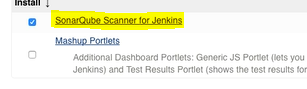 Install ↓
SonarQube Scanner for Jenkins
Mashup Portlets
Additional Dashboard Portlets: Generic JS Portlet (lets you
Jenkins) and Test Results Portlet (shows the test results for